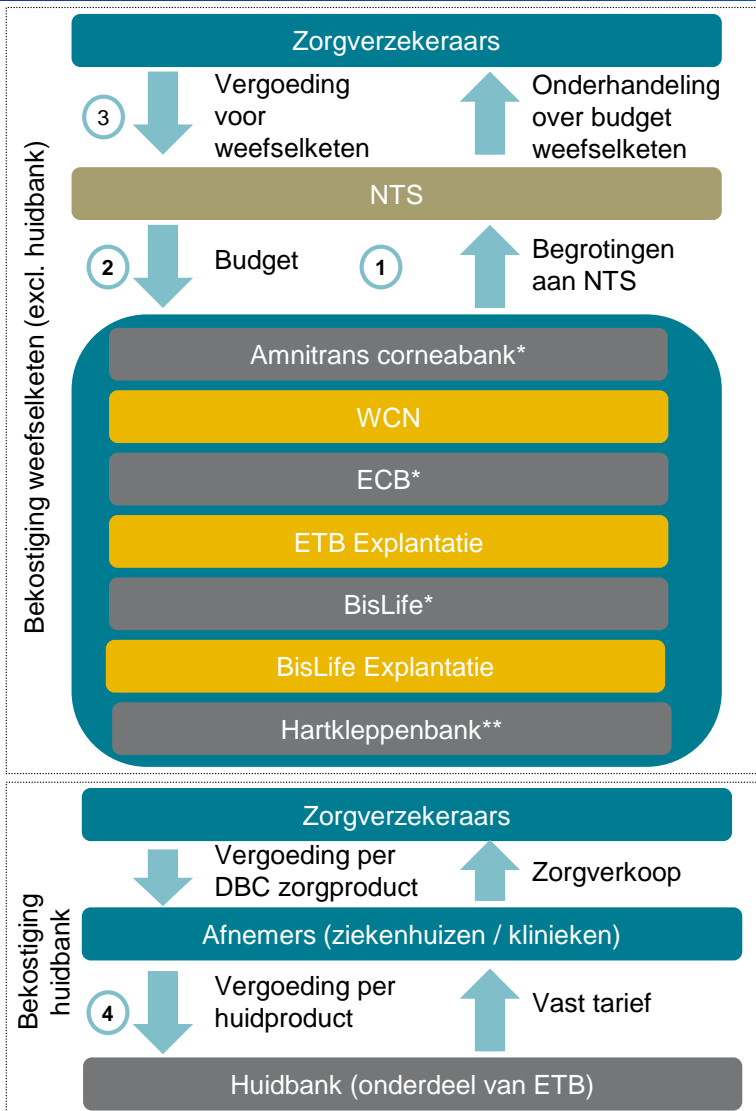 Bekostiging weefselketen (excl. huidbank)
Zorgverzekeraars
3
Vergoeding
voor
weefselketen
Onderhandeling
over budget
weefselketen
NTS
2
Budget
1
Begrotingen
aan NTS
Amnitrans corneabank*
WCN
ECB*
ETB Explantatie
BisLife*
BisLife Explantatie
Hartkleppenbank**
Bekostiging
huidbank
Zorgverzekeraars
Vergoeding per
DBC zorgproduct
Zorgverkoop
Afnemers (ziekenhuizen / klinieken)
4
Vergoeding per
huidproduct
Vast tarief
Huidbank (onderdeel van ETB)